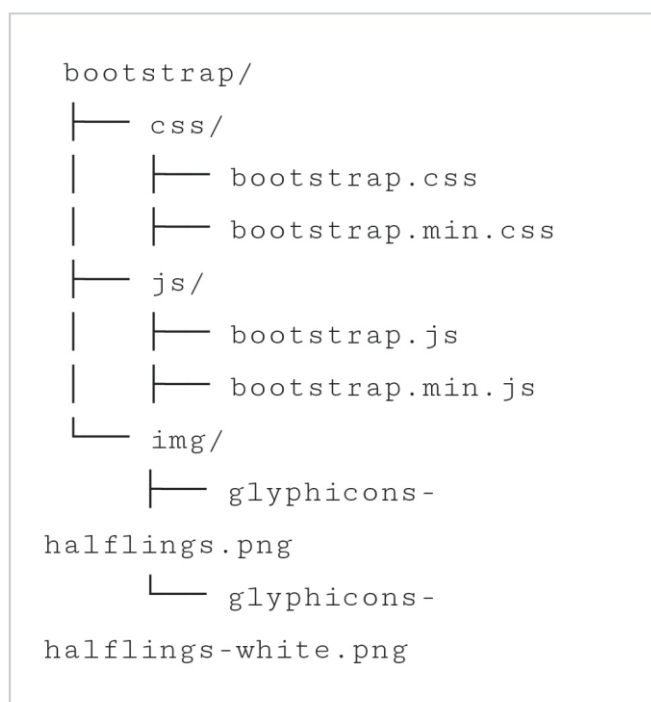 bootstrap/
├── css/
│   ├── bootstrap.css
│   ├── bootstrap.min.css
├── js/
│   ├── bootstrap.js
│   ├── bootstrap.min.js
└── img/
    ├── glyphicons-
halflings.png
    └── glyphicons-
halflings-white.png